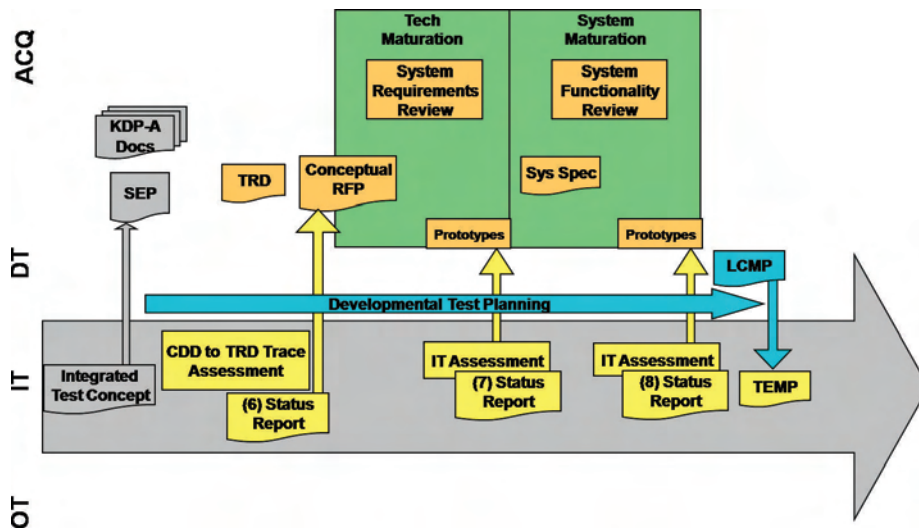 ACQ
DT
IT
OT
Tech
Maturation
System
Maturation
System
Requirements
Review
System
Functionality
Review
KDP-A
Docs
SEP
TRD
Conceptual
RFP
Sys Spec
Prototypes
Prototypes
LCMP
Developmental Test Planning
CDD to TRD Trace
Assessment
IT Assessment
IT Assessment
Integrated
Test Concept
(6) Status
Report
(7) Status
Report
(8) Status
Report
TEMP